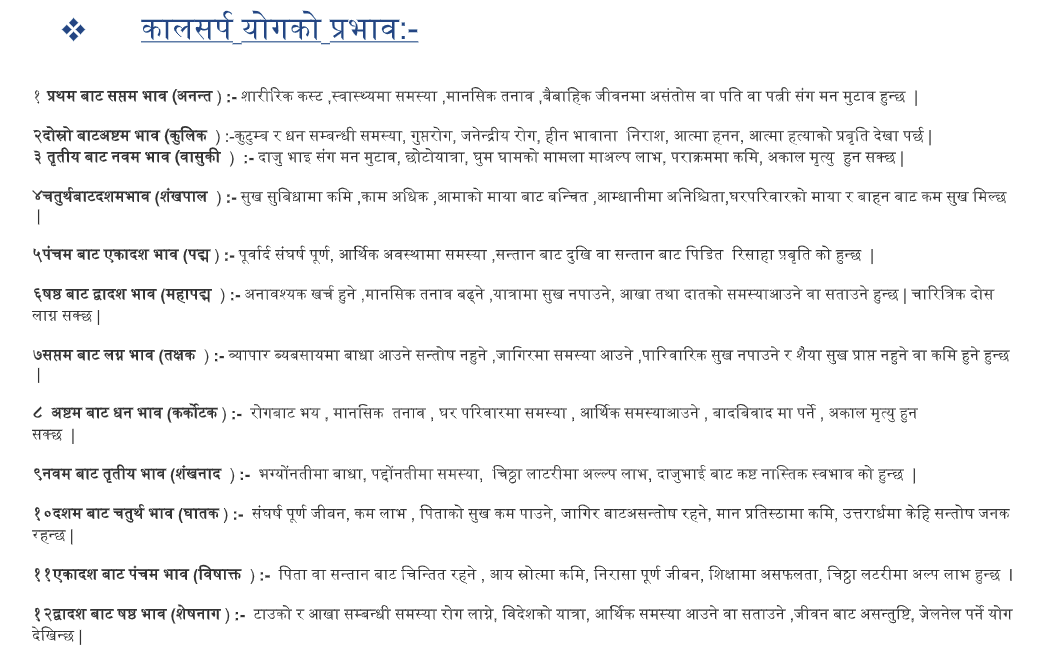 ❖ कालसर्प योगको प्रभाव:-
१ प्रथम बाट सप्तम भाव (अनन्त ) :- शारीरिक कस्ट ,स्वास्थ्यमा समस्या ,मानसिक तनाव ,बैबाहिक जीवनमा असंतोस वा पति वा पत्नी संग मन मुटाव हुन्छ |
२दोस्रो बाटअष्टम भाव (कुलिक ) :-कुटुम्ब र धन सम्बन्धी समस्या, गुप्तरोग, जनेन्द्रीय रोग, हीन भावाना निराश, आत्मा हनन, आत्मा हत्याको प्रबृति देखा पर्छ |
३ तृतीय बाट नवम भाव (वासुकी ) :- दाजु भाइ संग मन मुटाव, छोटोयात्रा, घुम घामको मामला माअल्प लाभ, पराक्रममा कमि, अकाल मृत्यु हुन सक्छ |
४चतुर्थबाटदशमभाव (शंखपाल ) :- सुख सुबिधामा कमि ,काम अधिक ,आमाको माया बाट बन्चित ,आम्धानीमा अनिश्चिता,घरपरिवारको माया र बाहन बाट कम सुख मिल्छ
|
५पंचम बाट एकादश भाव (पद्म ) :- पूर्वार्द संघर्ष पूर्ण, आर्थिक अवस्थामा समस्या ,सन्तान बाट दुखि वा सन्तान बाट पिडित रिसाहा प्रबृति को हुन्छ |
६षष्ठ बाट द्वादश भाव (महापद्म ) :- अनावश्यक खर्च हुने ,मानसिक तनाव बढ्ने ,यात्रामा सुख नपाउने, आखा तथा दातको समस्याआउने वा सताउने हुन्छ | चारित्रिक दोस
लाग्न सक्छ |
७सप्तम बाट लग्न भाव (तक्षक ) :- व्यापार ब्यबसायमा बाधा आउने सन्तोष नहुने ,जागिरमा समस्या आउने ,पारिवारिक सुख नपाउने र शैया सुख प्राप्त नहुने वा कमि हुने हुन्छ
|
८ अष्टम बाट धन भाव (कर्कोटक ) :- रोगबाट भय , मानसिक तनाव , घर परिवारमा समस्या , आर्थिक समस्याआउने , बादबिवाद मा पर्ने , अकाल मृत्यु हुन
सक्छ |
९नवम बाट तृतीय भाव (शंखनाद ) :- भग्योंनतीमा बाधा, पद्दोंनतीमा समस्या, चिठ्ठा लाटरीमा अल्ल्प लाभ, दाजुभाई बाट कष्ट नास्तिक स्वभाव को हुन्छ |
१०दशम बाट चतुर्थ भाव (घातक ) :- संघर्ष पूर्ण जीवन, कम लाभ , पिताको सुख कम पाउने, जागिर बाटअसन्तोष रहने, मान प्रतिस्ठामा कमि, उत्तरार्धमा केहि सन्तोष जनक
रहन्छ |
११एकादश बाट पंचम भाव (विषाक्त ) :- पिता वा सन्तान बाट चिन्तित रहने , आय स्रोत्मा कमि, निरासा पूर्ण जीवन, शिक्षामा असफलता, चिठ्ठा लटरीमा अल्प लाभ हुन्छ ।
१२द्वादश बाट षष्ठ भाव (शेषनाग ) :- टाउको र आखा सम्बन्धी समस्या रोग लाग्ने, बिदेशको यात्रा, आर्थिक समस्या आउने वा सताउने ,जीवन बाट असन्तुष्टि, जेलनेल पर्ने योग
देखिन्छ |